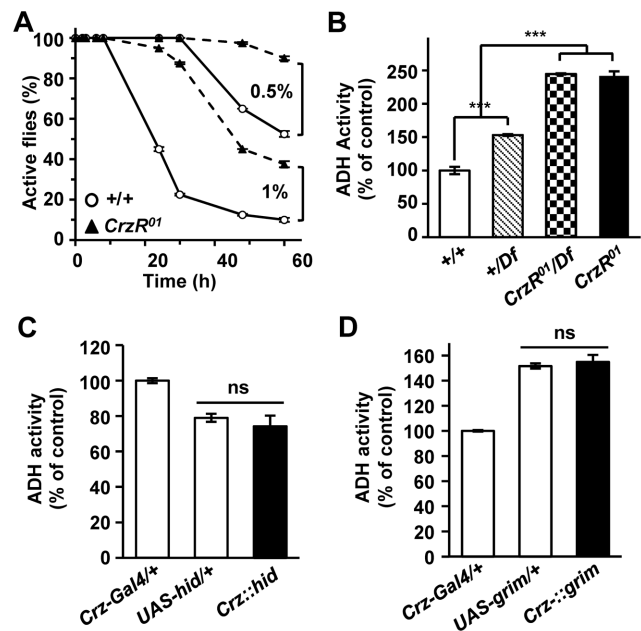 A
Active flies (%)
100
80
60
40
20
0
0.5%
1%
+/+
CrzR01
0 20 40 60
Time (h)
B
ADH Activity
(% of control)
250
200
150
100
50
0
***
***
+/+
+/Df
CrzR01/Df
CrzR01
C
ADH activity
(% of control)
120
100
80
60
40
20
0
ns
Crz-Gal4/+
UAS-hid/+
Crz::hid
D
ADH activity
(% of control)
160
140
120
100
80
60
40
20
0
ns
Crz-Gal4/+
UAS-grim/+
Crz-::grim